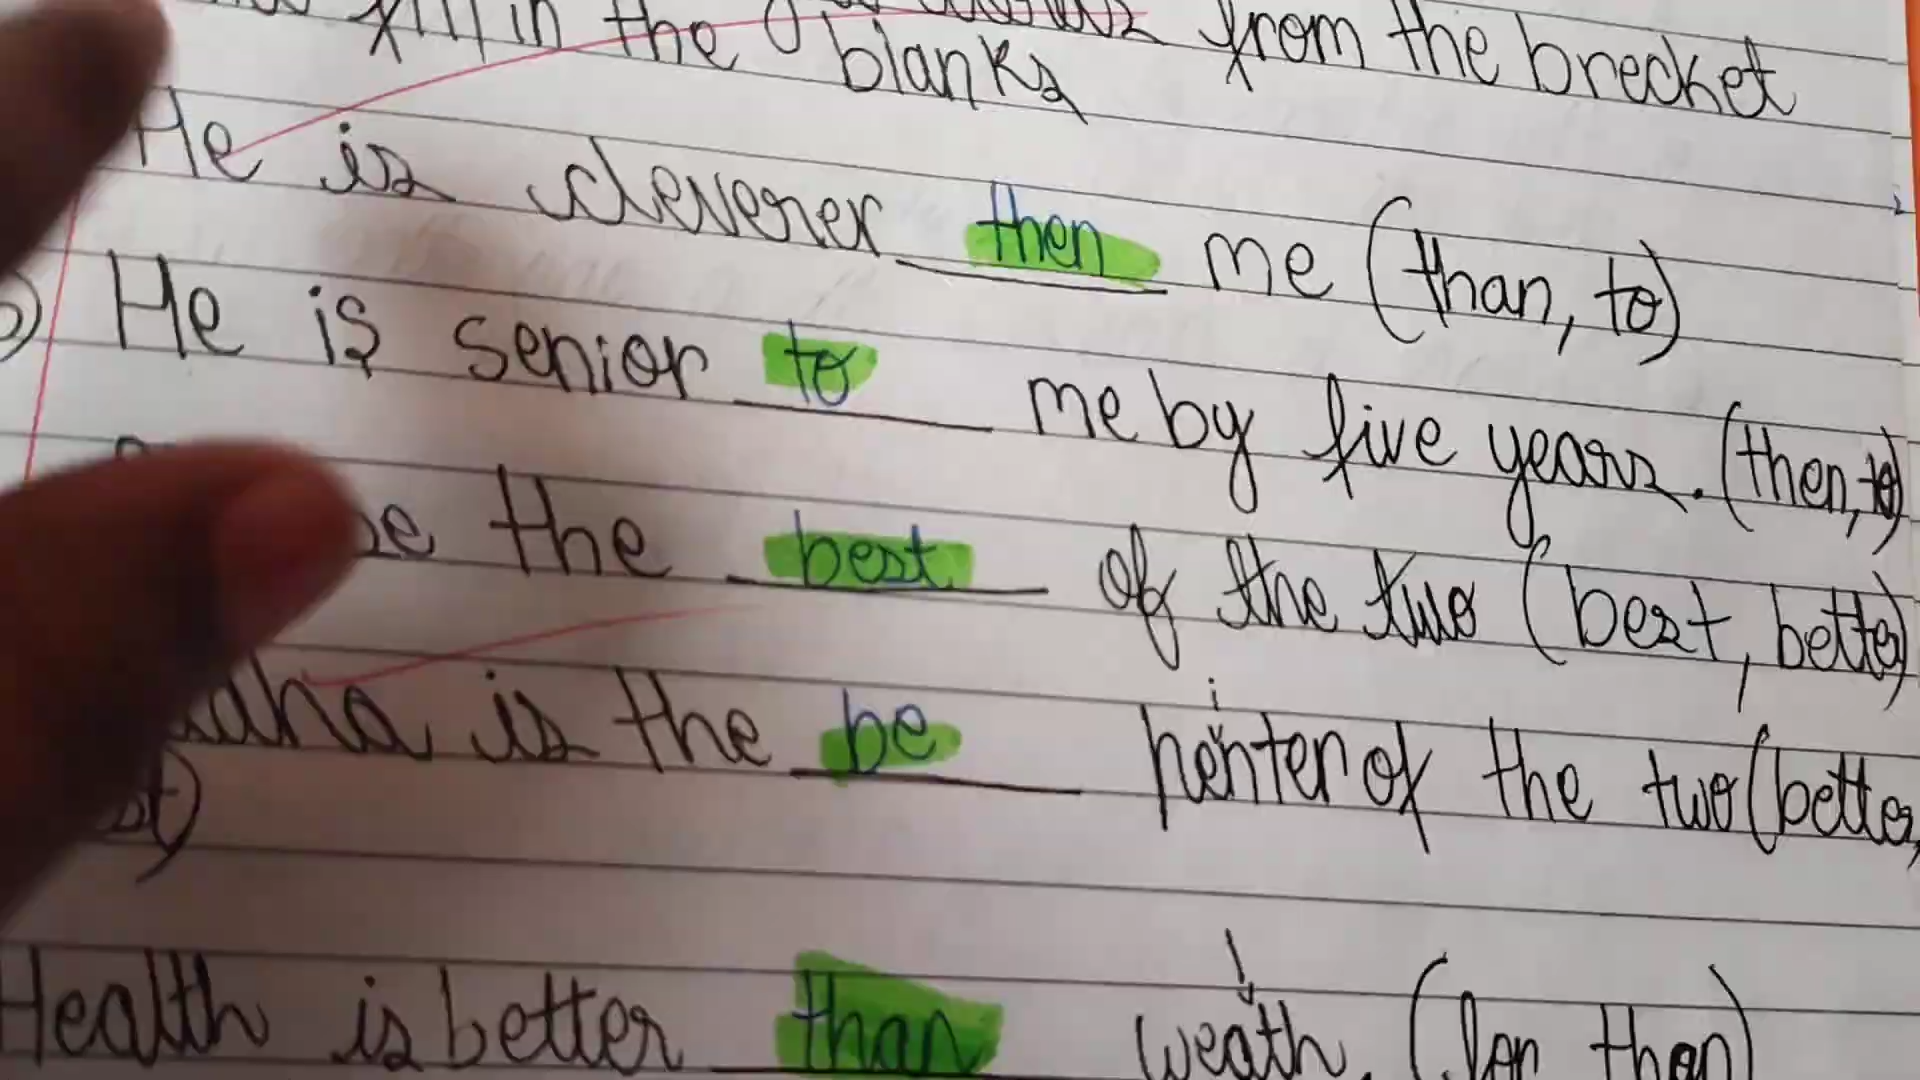 fill in the from the brecket
blanks
He is cleverer then me (than, to)
He is senior to me by five years. (then, to)
the best of the two (best, better)
is the be of the two (better,
Health is better than weath. (for than)